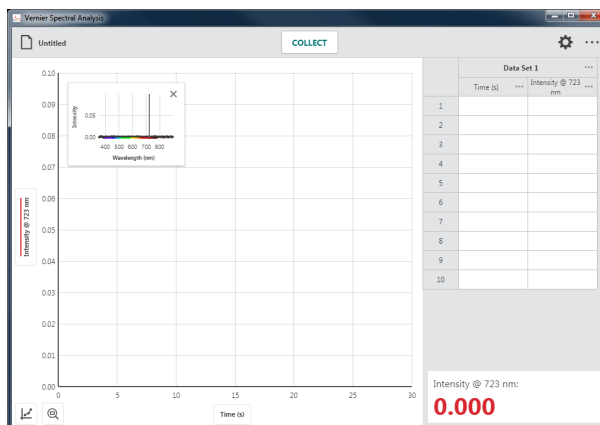 Vernier Spectral Analysis
Untitled
COLLECT
0.10
0.09
0.08
0.07
0.06
0.05
0.04
0.03
0.02
0.01
0.00
Intensity @ 723 nm
Intensity
0.05
0.00
400 500 600 700 800
Wavelength (nm)
0 5 10 15 20 25 30
Time (s)
Data Set 1
Time (s)
Intensity @ 723
nm
1
2
3
4
5
6
7
8
9
10
Intensity @ 723 nm:
0.000